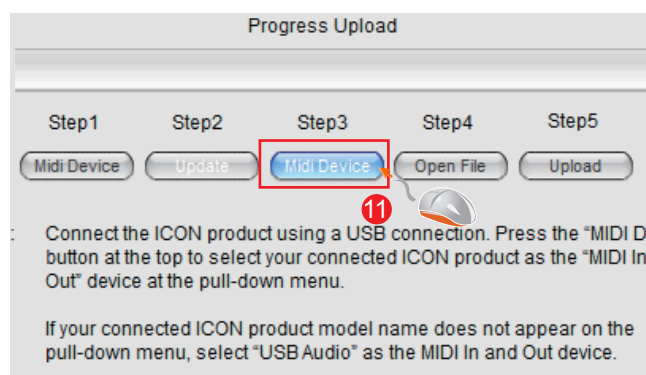 Progress Upload
Step1 Step2 Step3 Step4 Step5
Midi Device Update Midi Device Open File Upload
11
: Connect the ICON product using a USB connection. Press the “MIDI D
button at the top to select your connected ICON product as the “MIDI In
Out” device at the pull-down menu.
If your connected ICON product model name does not appear on the
pull-down menu, select “USB Audio” as the MIDI In and Out device.